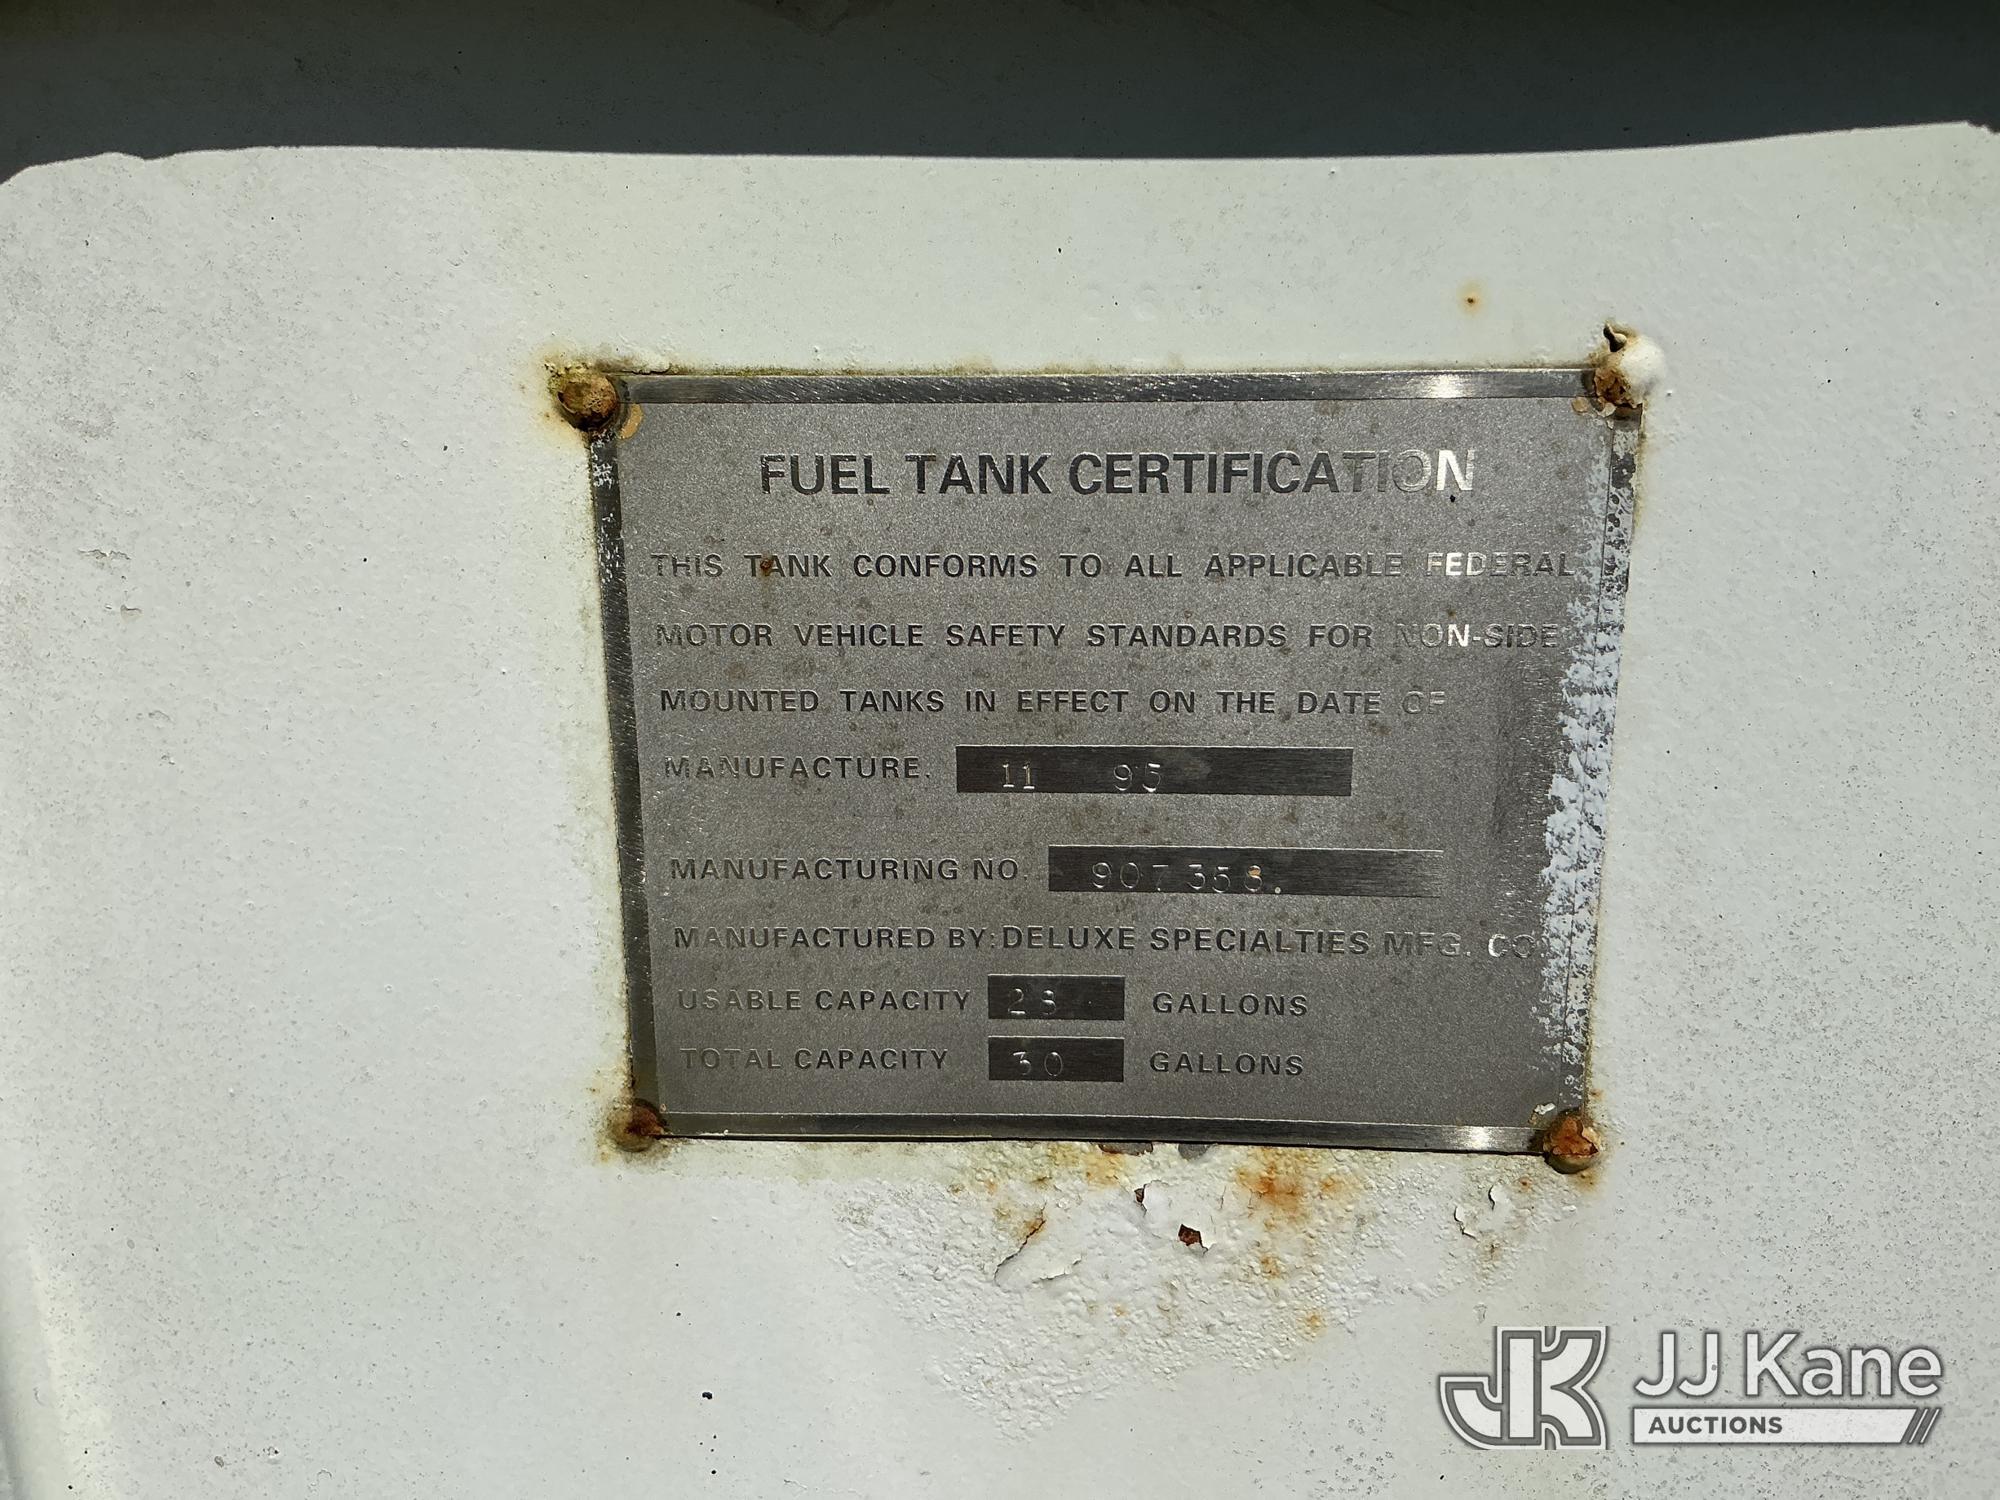 FUEL TANK CERTIFICATION
THIS TANK CONFORMS TO ALL APPLICABLE FEDERAL
MOTOR VEHICLE SAFETY STANDARDS FOR NON-SIDE
MOUNTED TANKS IN EFFECT ON THE DATE OF
MANUFACTURE. 11 95
MANUFACTURING NO. 907358.
MANUFACTURED BY: DELUXE SPECIALTIES MFG. CO.
USABLE CAPACITY 28 GALLONS
TOTAL CAPACITY 30 GALLONS
JK JJ Kane
AUCTIONS